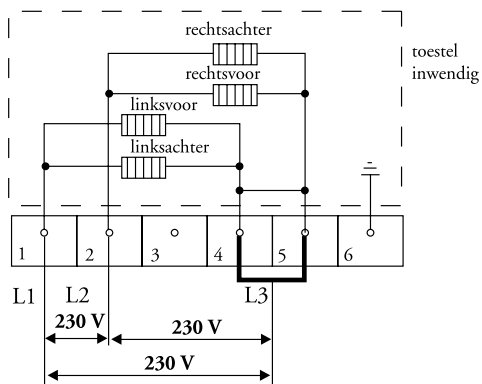 rechtsachter
toestel
inwendig
rechtsvoor
linksvoor
linksachter
1 2 3 4 5 6
L1 L2 L3
230 V
230 V
230 V